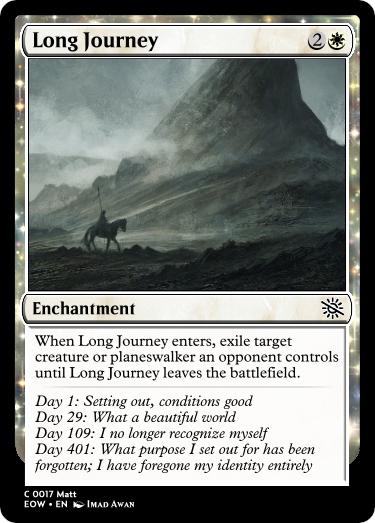 Long Journey 2
Enchantment
When Long Journey enters, exile target
creature or planeswalker an opponent controls
until Long Journey leaves the battlefield.
Day 1: Setting out, conditions good
Day 29: What a beautiful world
Day 109: I no longer recognize myself
Day 401: What purpose I set out for has been
forgotten; I have foregone my identity entirely
C 0017 Matt
EOW • EN Imad Awan